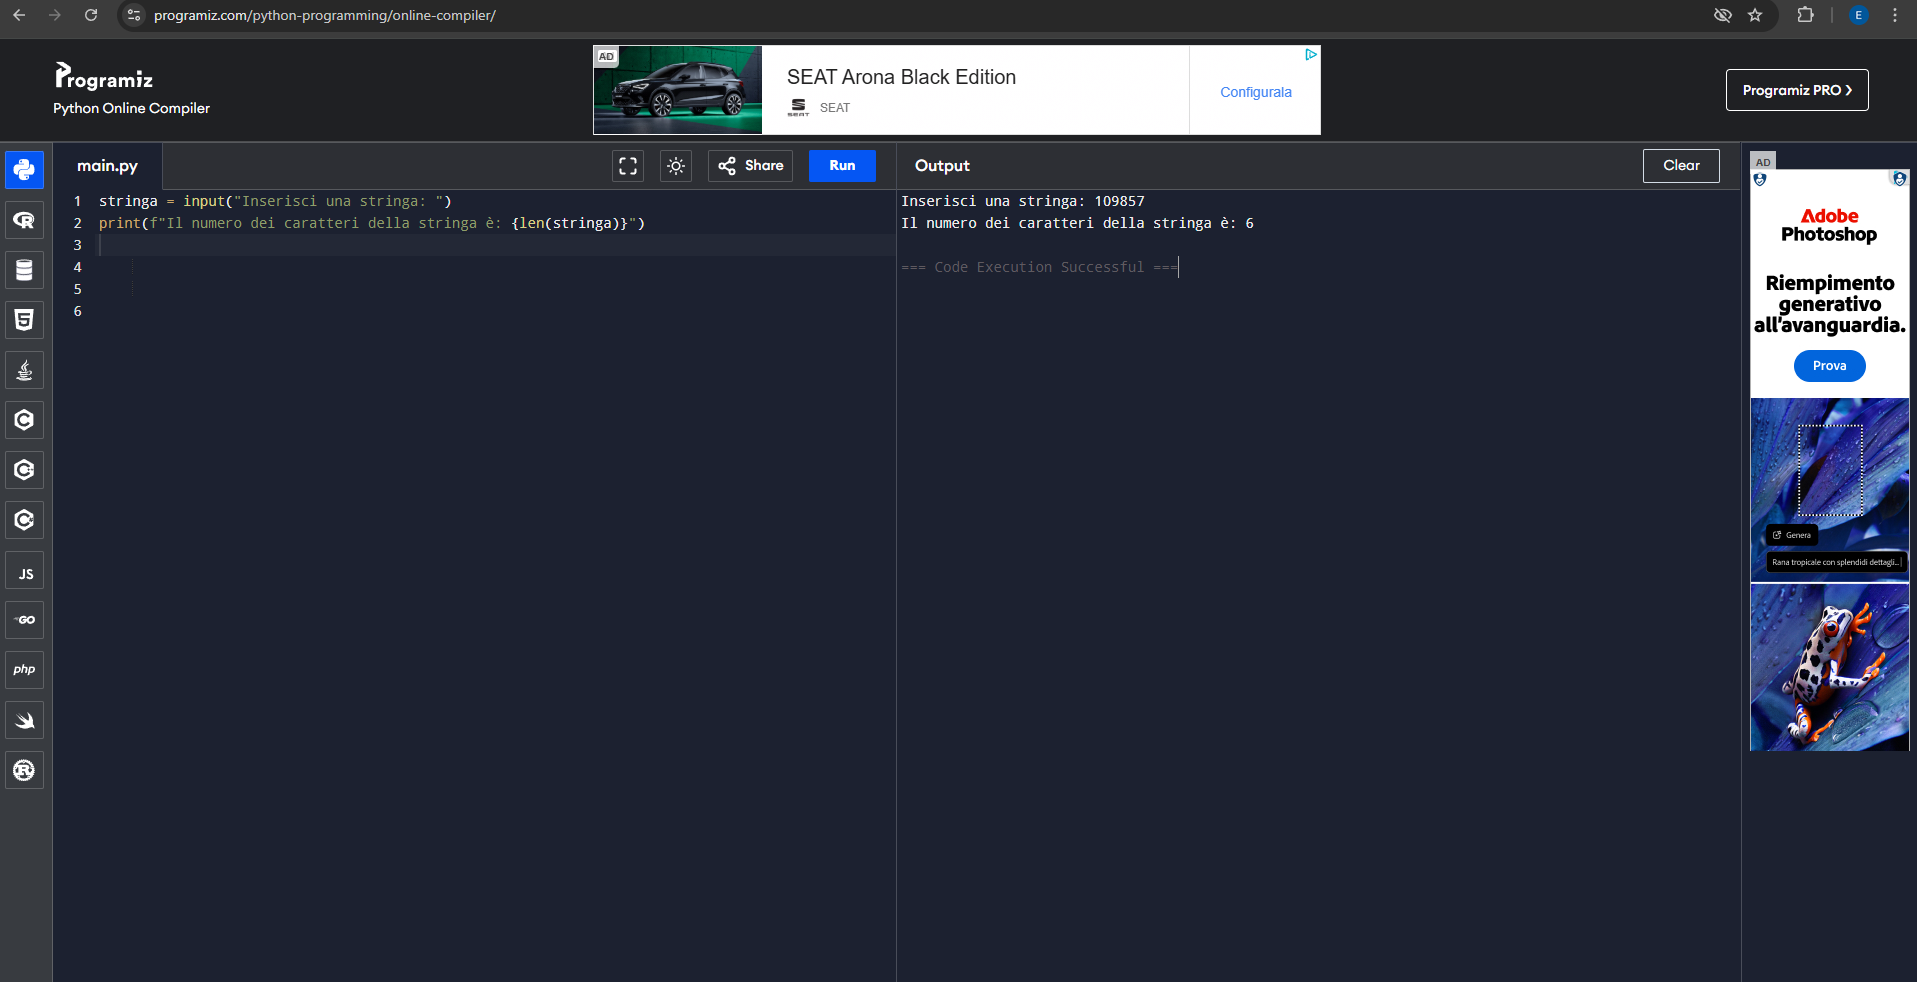 programiz.com/python-programming/online-compiler/
E
Programiz
Python Online Compiler
AD
SEAT Arona Black Edition
SEAT
SEAT
Configurala
Programiz PRO ❯
main.py
Share
Run
Output
Clear
1 stringa = input("Inserisci una stringa: ")
2 print(f"Il numero dei caratteri della stringa è: {len(stringa)}")
3
4
5
6
Inserisci una stringa: 109857
Il numero dei caratteri della stringa è: 6
=== Code Execution Successful ===
R
5
C
C
C
JS
GO
php
R
AD
Adobe
Photoshop
Riempimento
generativo
all'avanguardia.
Prova
Genera
Rana tropicale con splendidi dettagli...